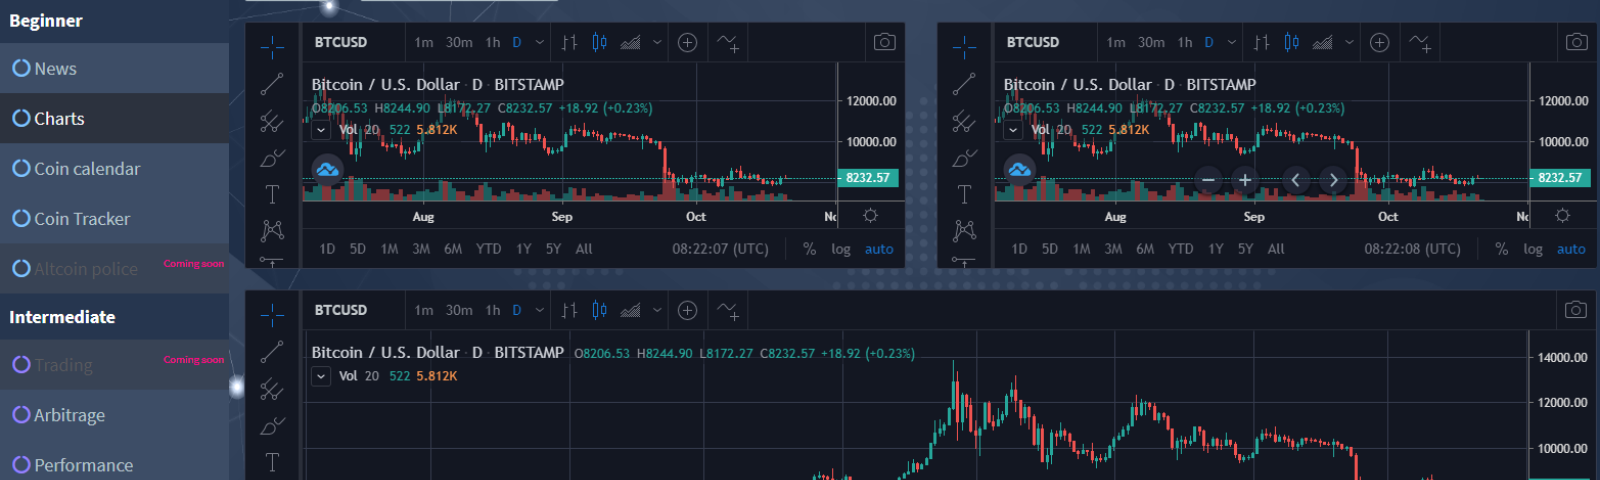 Beginner
News
Charts
Coin calendar
Coin Tracker
Altcoin police Coming soon
Intermediate
Trading Coming soon
Arbitrage
Performance
BTCUSD 1m 30m 1h D
Bitcoin / U.S. Dollar · D · BITSTAMP
O8206.53 H8244.90 L8172.27 C8232.57 +18.92 (+0.23%)
Vol 20 522 5.812K
12000.00
10000.00
8232.57
Aug Sep Oct
1D 5D 1M 3M 6M YTD 1Y 5Y All 08:22:07 (UTC) % log auto
BTCUSD 1m 30m 1h D
Bitcoin / U.S. Dollar · D · BITSTAMP
O8206.53 H8244.90 L8172.27 C8232.57 +18.92 (+0.23%)
Vol 20 522 5.812K
12000.00
10000.00
8232.57
Aug Sep Oct
1D 5D 1M 3M 6M YTD 1Y 5Y All 08:22:08 (UTC) % log auto
BTCUSD 1m 30m 1h D
Bitcoin / U.S. Dollar · D · BITSTAMP O8206.53 H8244.90 L8172.27 C8232.57 +18.92 (+0.23%)
Vol 20 522 5.812K
14000.00
12000.00
10000.00